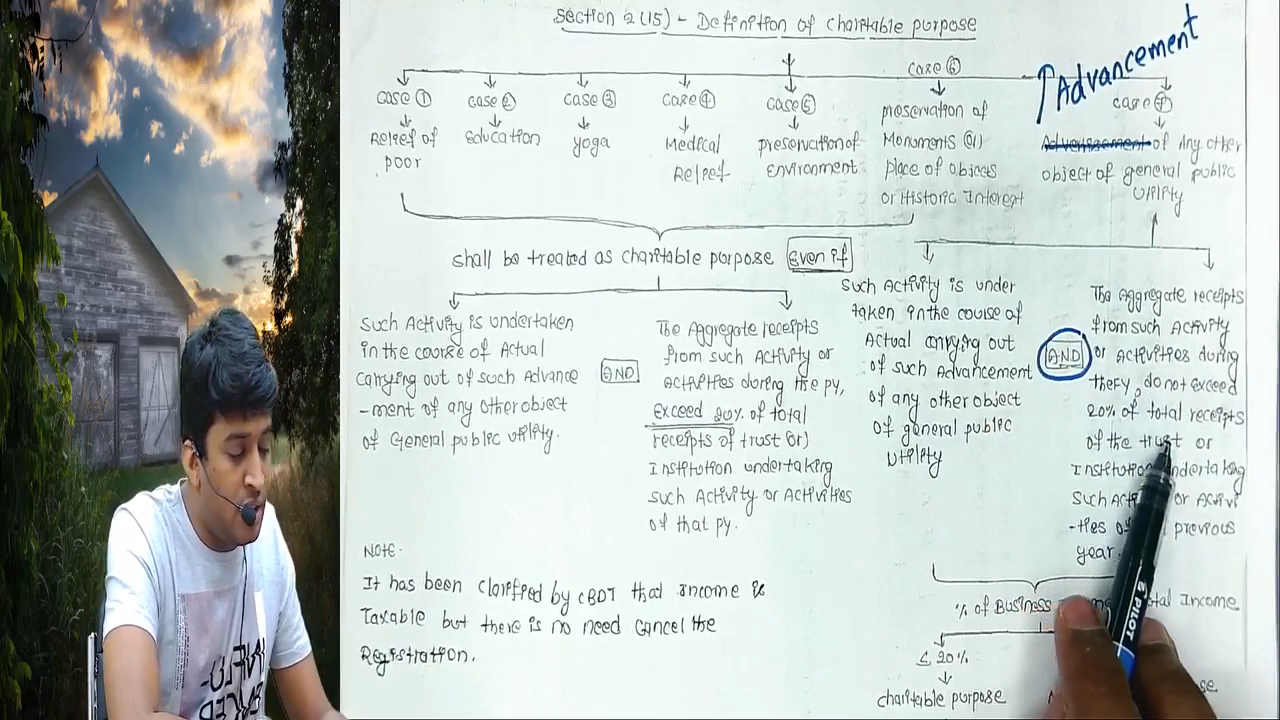 Section 2(15) - Definition of charitable purpose
↑ Advancement
case ①
Relief of
poor
case ②
Education
case ③
yoga
case ④
Medical
Relief
case ⑤
preservation of
Environment
case ⑥
preservation of
Monuments (or)
place of objects
or Historic Interest
case ⑦
Advertisement of Any other
object of general public
Utility
shall be treated as charitable purpose Even if
such Activity is undertaken
in the course of Actual
carrying out of such Advance
-ment of any other object
of General public utility.
AND
The Aggregate receipts
from such activity or
activities during the py,
exceed 20% of total
receipts of trust (or)
Institution undertaking
such Activity or Activities
of that py.
such Activity is under
taken in the course of
Actual carrying out
of such Advancement
of any other object
of general public
Utility
AND
The Aggregate receipts
from such Activity
or activities during
the Py, do not exceed
20% of total receipts
of the trust or
Institution undertaking
such or Activi
-ties previous
year.
% of Business Total Income
≤ 20%
charitable purpose
NOTE-
It has been clarified by CBDT that income is
Taxable but there is no need cancel the
Registration.
PILOT